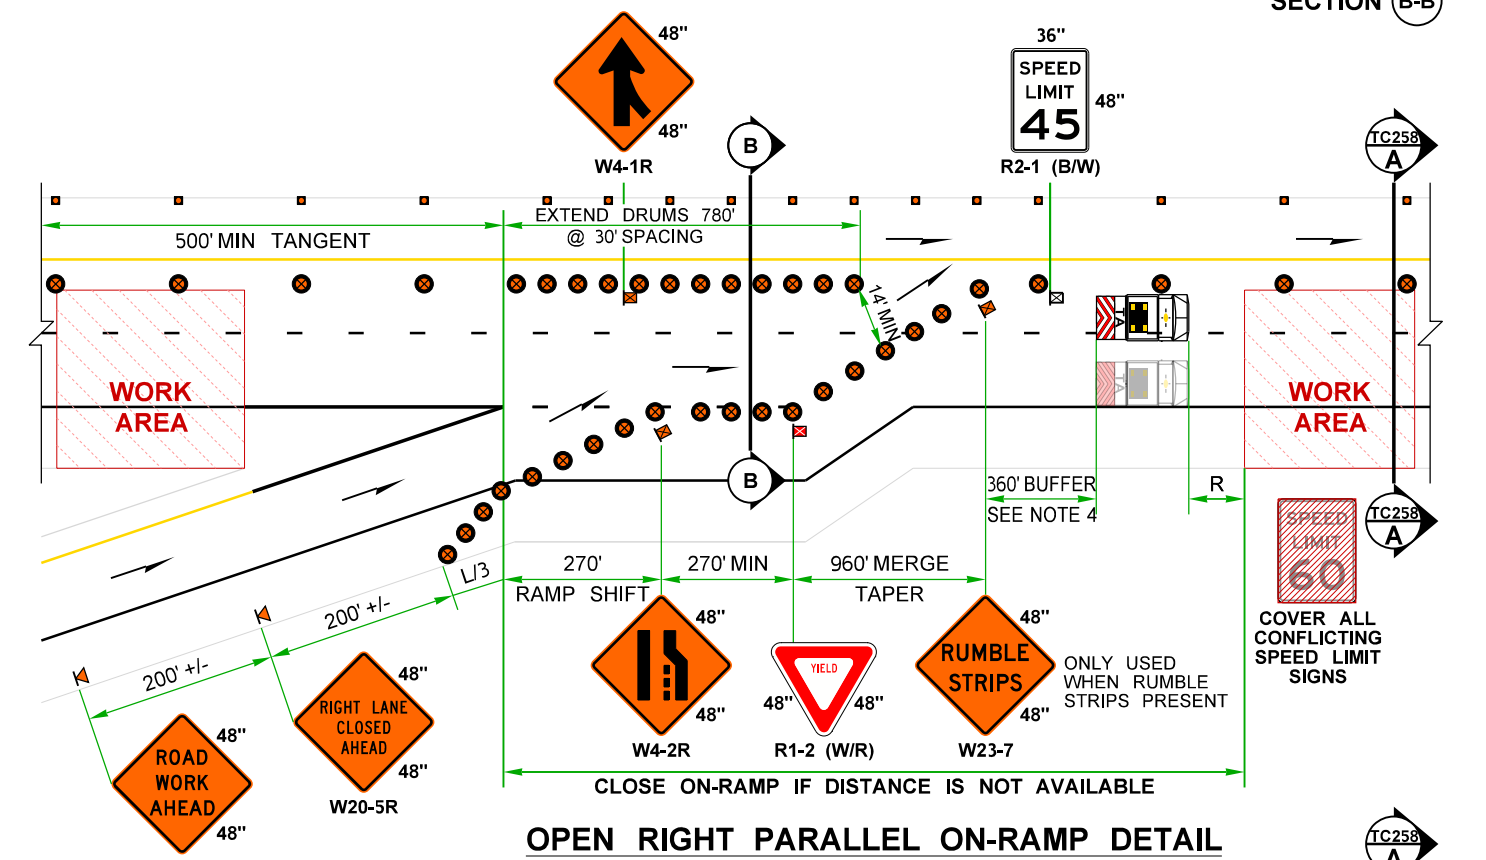 SECTION B-B
48"
48"
W4-1R
36"
SPEED
LIMIT
45
48"
R2-1 (B/W)
B
TC258
A
500' MIN TANGENT
EXTEND DRUMS 780'
@ 30' SPACING
14' MIN
TA
TA
WORK
AREA
WORK
AREA
B
360' BUFFER
SEE NOTE 4
R
TC258
A
SPEED
LIMIT
60
COVER ALL
CONFLICTING
SPEED LIMIT
SIGNS
L/3
270'
RAMP SHIFT
270' MIN
960' MERGE
TAPER
200' +/-
200' +/-
48"
48"
W4-2R
YIELD
48"
48"
R1-2 (W/R)
RUMBLE
STRIPS
48"
48"
W23-7
ONLY USED
WHEN RUMBLE
STRIPS PRESENT
RIGHT LANE
CLOSED
AHEAD
48"
48"
W20-5R
ROAD
WORK
AHEAD
48"
48"
CLOSE ON-RAMP IF DISTANCE IS NOT AVAILABLE
OPEN RIGHT PARALLEL ON-RAMP DETAIL
TC258
A